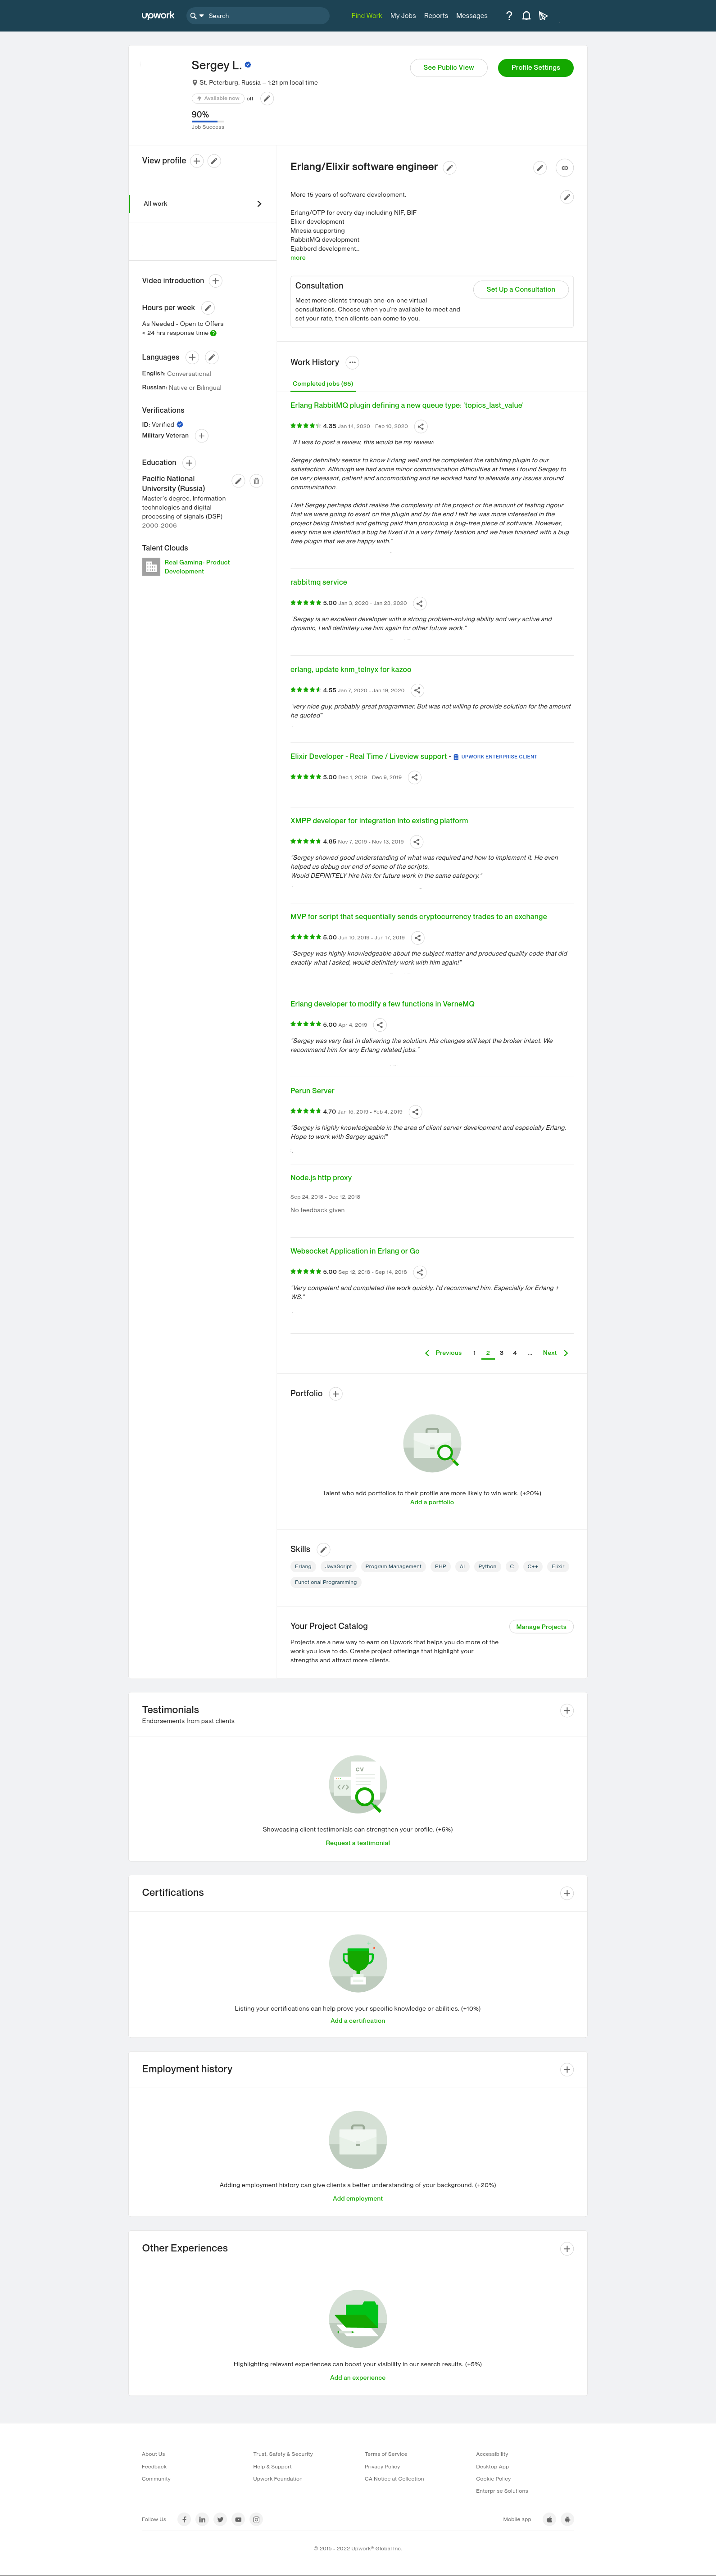 upwork
Search
Find Work My Jobs Reports Messages
Sergey L.
St. Peterburg, Russia – 1:21 pm local time
Available now off
90%
Job Success
See Public View
Profile Settings
View profile
All work
Video introduction
Hours per week
As Needed - Open to Offers
< 24 hrs response time
Languages
English: Conversational
Russian: Native or Bilingual
Verifications
ID: Verified
Military Veteran
Education
Pacific National
University (Russia)
Master's degree, Information
technologies and digital
processing of signals (DSP)
2000-2006
Talent Clouds
Real Gaming- Product
Development
Erlang/Elixir software engineer
More 15 years of software development.
Erlang/OTP for every day including NIF, BIF
Elixir development
Mnesia supporting
RabbitMQ development
Ejabberd development...
more
Consultation
Meet more clients through one-on-one virtual
consultations. Choose when you're available to meet and
set your rate, then clients can come to you.
Set Up a Consultation
Work History
Completed jobs (65)
Erlang RabbitMQ plugin defining a new queue type: 'topics_last_value'
4.35 Jan 14, 2020 - Feb 10, 2020
"If I was to post a review, this would be my review:
Sergey definitely seems to know Erlang well and he completed the rabbitmq plugin to our
satisfaction. Although we had some minor communication difficulties at times I found Sergey to
be very pleasant, patient and accomodating and he worked hard to alleviate any issues around
communication.
I felt Sergey perhaps didnt realise the complexity of the project or the amount of testing rigour
that we were going to exert on the plugin and by the end I felt he was more interested in the
project being finished and getting paid than producing a bug-free piece of software. However,
every time we identified a bug he fixed it in a very timely fashion and we have finished with a bug
free plugin that we are happy with."
rabbitmq service
5.00 Jan 3, 2020 - Jan 23, 2020
"Sergey is an excellent developer with a strong problem-solving ability and very active and
dynamic, I will definitely use him again for other future work."
erlang, update knm_telnyx for kazoo
4.55 Jan 7, 2020 - Jan 19, 2020
"very nice guy, probably great programmer. But was not willing to provide solution for the amount
he quoted"
Elixir Developer - Real Time / Liveview support - UPWORK ENTERPRISE CLIENT
5.00 Dec 1, 2019 - Dec 9, 2019
XMPP developer for integration into existing platform
4.85 Nov 7, 2019 - Nov 13, 2019
"Sergey showed good understanding of what was required and how to implement it. He even
helped us debug our end of some of the scripts.
Would DEFINITELY hire him for future work in the same category."
MVP for script that sequentially sends cryptocurrency trades to an exchange
5.00 Jun 10, 2019 - Jun 17, 2019
"Sergey was highly knowledgeable about the subject matter and produced quality code that did
exactly what I asked, would definitely work with him again!"
Erlang developer to modify a few functions in VerneMQ
5.00 Apr 4, 2019
"Sergey was very fast in delivering the solution. His changes still kept the broker intact. We
recommend him for any Erlang related jobs."
Perun Server
4.70 Jan 15, 2019 - Feb 4, 2019
"Sergey is highly knowledgeable in the area of client server development and especially Erlang.
Hope to work with Sergey again!"
Node.js http proxy
Sep 24, 2018 - Dec 12, 2018
No feedback given
Websocket Application in Erlang or Go
5.00 Sep 12, 2018 - Sep 14, 2018
"Very competent and completed the work quickly. I'd recommend him. Especially for Erlang +
WS."
Previous 1 2 3 4 ... Next
Portfolio
Talent who add portfolios to their profile are more likely to win work. (+20%)
Add a portfolio
Skills
Erlang JavaScript Program Management PHP AI Python C C++ Elixir
Functional Programming
Your Project Catalog
Manage Projects
Projects are a new way to earn on Upwork that helps you do more of the
work you love to do. Create project offerings that highlight your
strengths and attract more clients.
Testimonials
Endorsements from past clients
CV
Showcasing client testimonials can strengthen your profile. (+5%)
Request a testimonial
Certifications
Listing your certifications can help prove your specific knowledge or abilities. (+10%)
Add a certification
Employment history
Adding employment history can give clients a better understanding of your background. (+20%)
Add employment
Other Experiences
Highlighting relevant experiences can boost your visibility in our search results. (+5%)
Add an experience
About Us Trust, Safety & Security Terms of Service Accessibility
Feedback Help & Support Privacy Policy Desktop App
Community Upwork Foundation CA Notice at Collection Cookie Policy
Enterprise Solutions
Follow Us
Mobile app
© 2015 - 2022 Upwork® Global Inc.